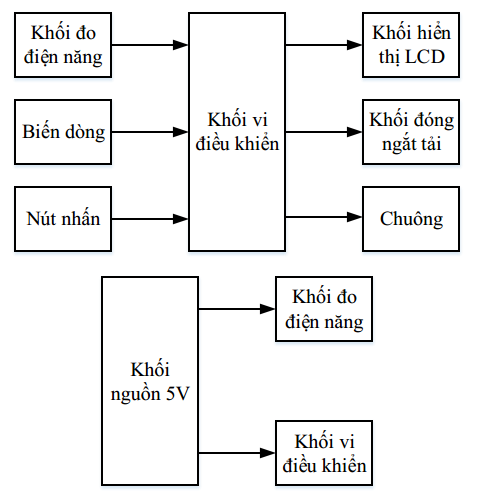 Khối đo
điện năng
Biến dòng
Nút nhấn
Khối vi
điều khiển
Khối hiển
thị LCD
Khối đóng
ngắt tải
Chuông
Khối
nguồn 5V
Khối đo
điện năng
Khối vi
điều khiển